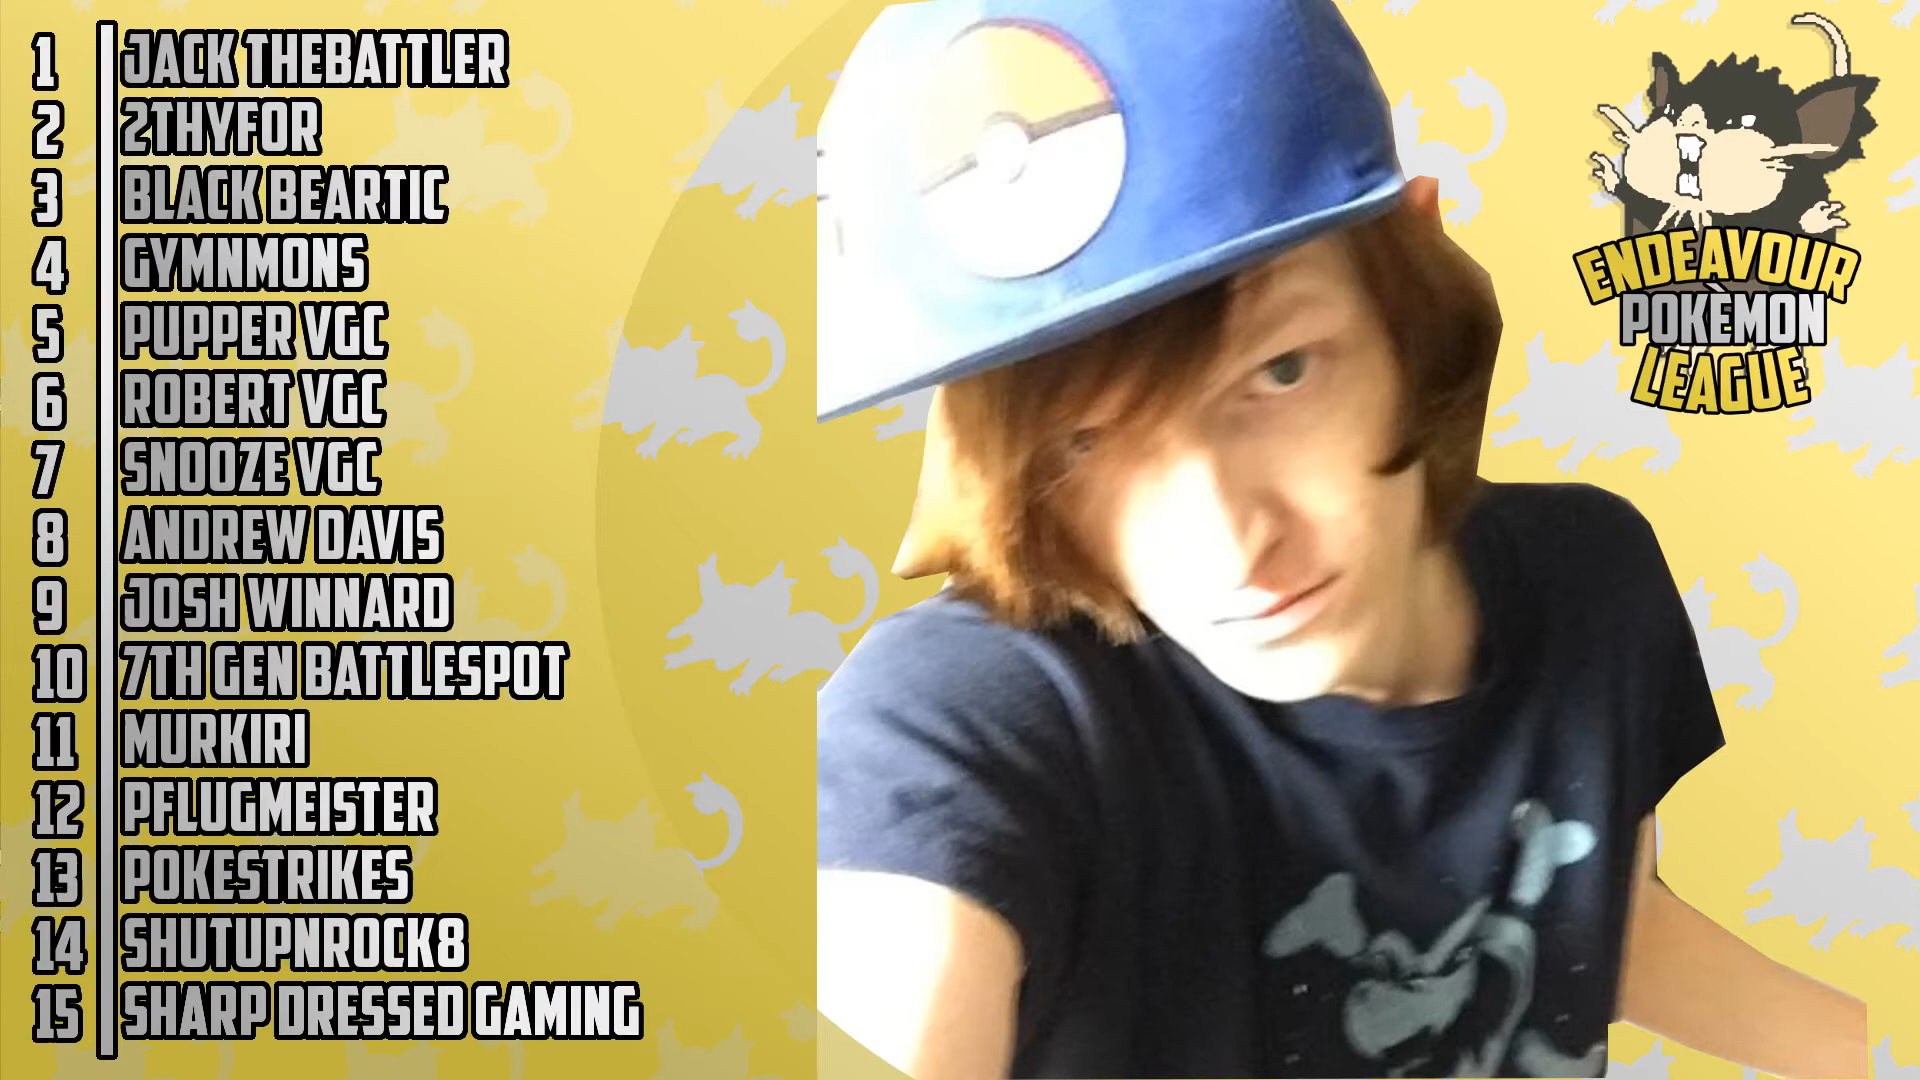 1 JACK THEBATTLER
2 2THYFOR
3 BLACK BEARTIC
4 GYMNMONS
5 PUPPER VGC
6 ROBERT VGC
7 SNOOZE VGC
8 ANDREW DAVIS
9 JOSH WINNARD
10 7TH GEN BATTLESPOT
11 MURKIRI
12 PFLUGMEISTER
13 POKESTRIKES
14 SHUTUPNROCK8
15 SHARP DRESSED GAMING
ENDEAVOUR
POKÈMON
LEAGUE